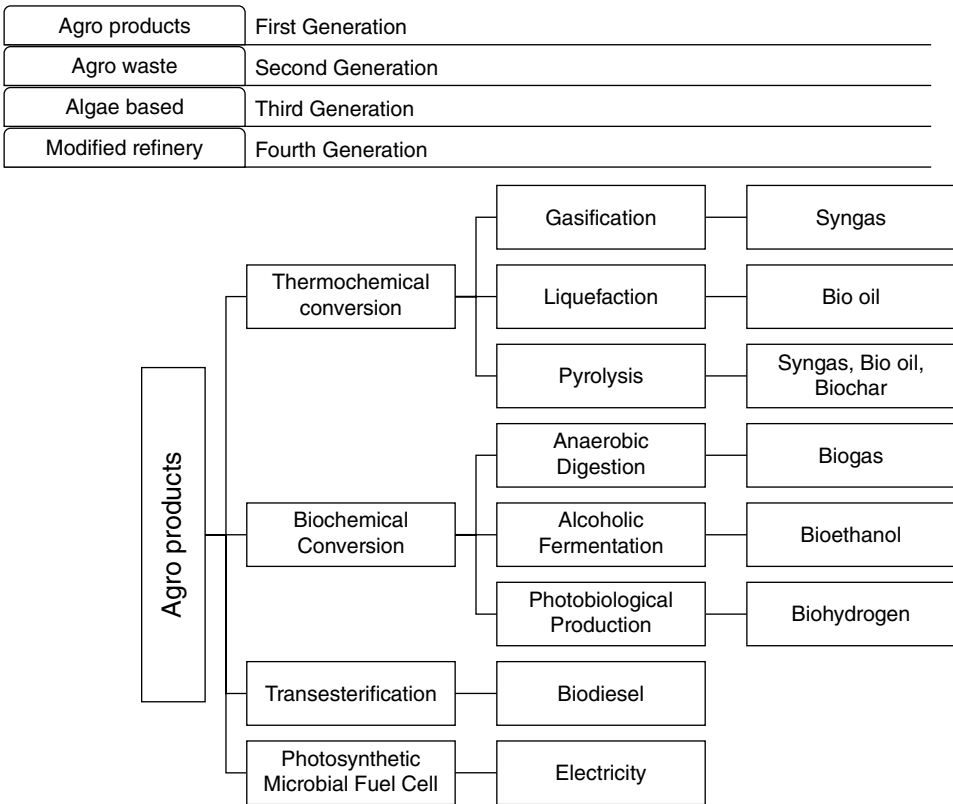 Agro products First Generation
Agro waste Second Generation
Algae based Third Generation
Modified refinery Fourth Generation
Gasification
Syngas
Thermochemical
conversion
Liquefaction
Bio oil
Pyrolysis
Syngas, Bio oil,
Biochar
Agro products
Anaerobic
Digestion
Biogas
Biochemical
Conversion
Alcoholic
Fermentation
Bioethanol
Photobiological
Production
Biohydrogen
Transesterification
Biodiesel
Photosynthetic
Microbial Fuel Cell
Electricity